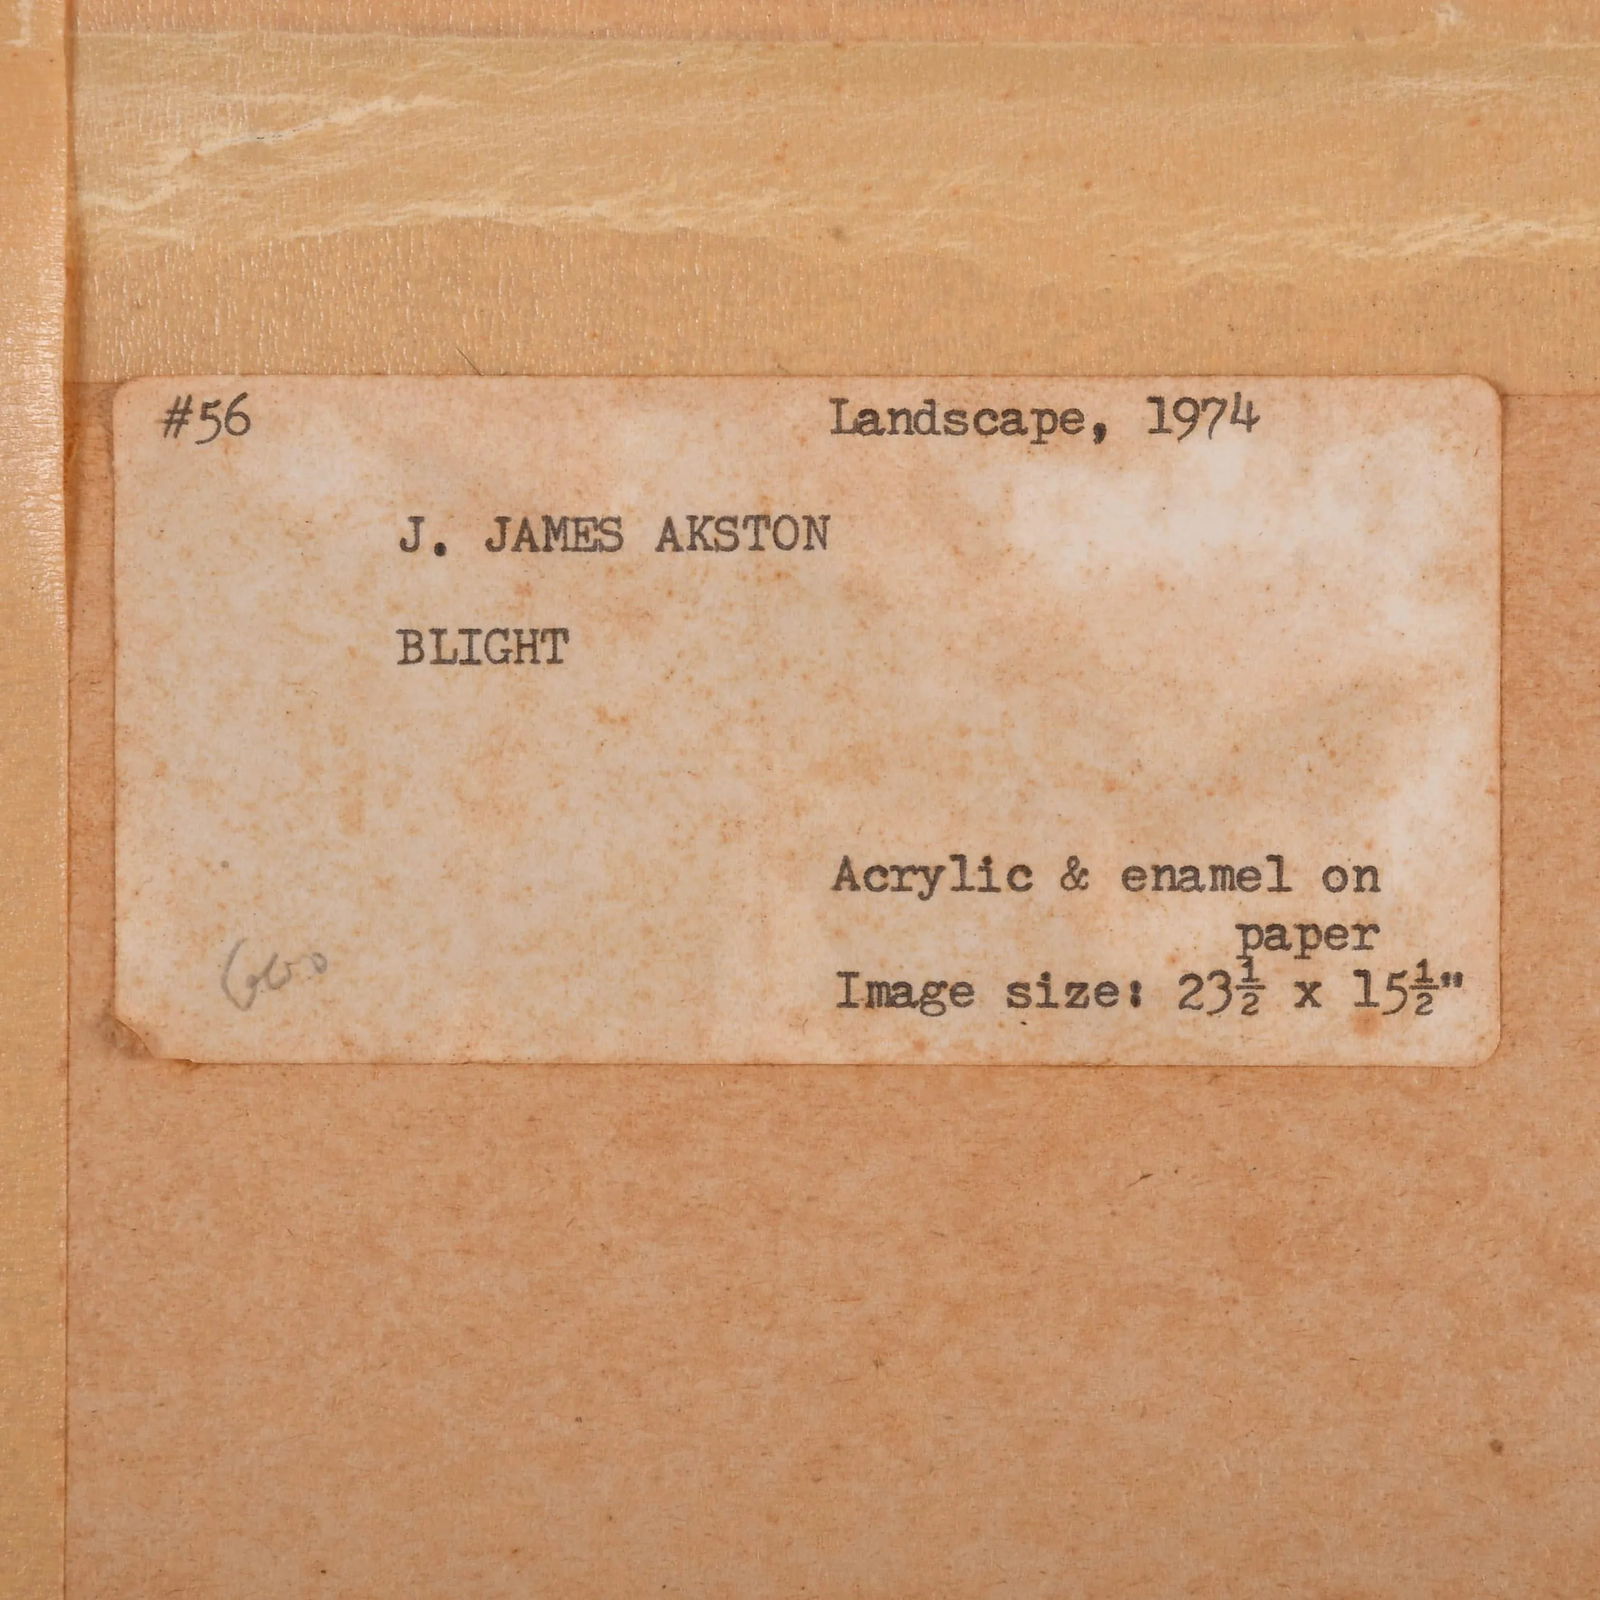 #56 Landscape, 1974
J. JAMES AKSTON
BLIGHT
Acrylic & enamel on
paper
Image size: 23½ x 15½"